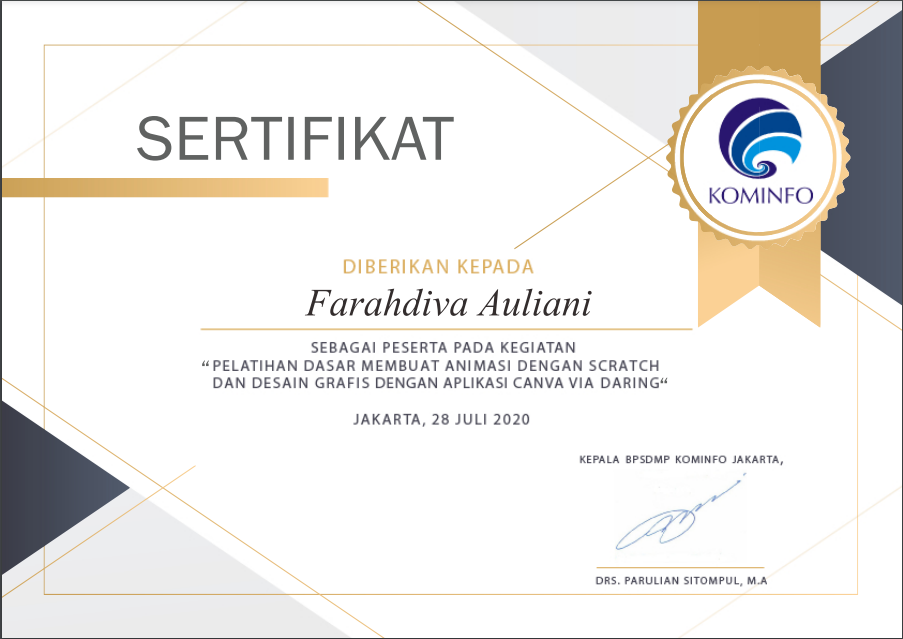 SERTIFIKAT
KOMINFO
DIBERIKAN KEPADA
Farahdiva Auliani
SEBAGAI PESERTA PADA KEGIATAN
“PELATIHAN DASAR MEMBUAT ANIMASI DENGAN SCRATCH
DAN DESAIN GRAFIS DENGAN APLIKASI CANVA VIA DARING“
JAKARTA, 28 JULI 2020
KEPALA BPSDMP KOMINFO JAKARTA,
DRS. PARULIAN SITOMPUL, M.A